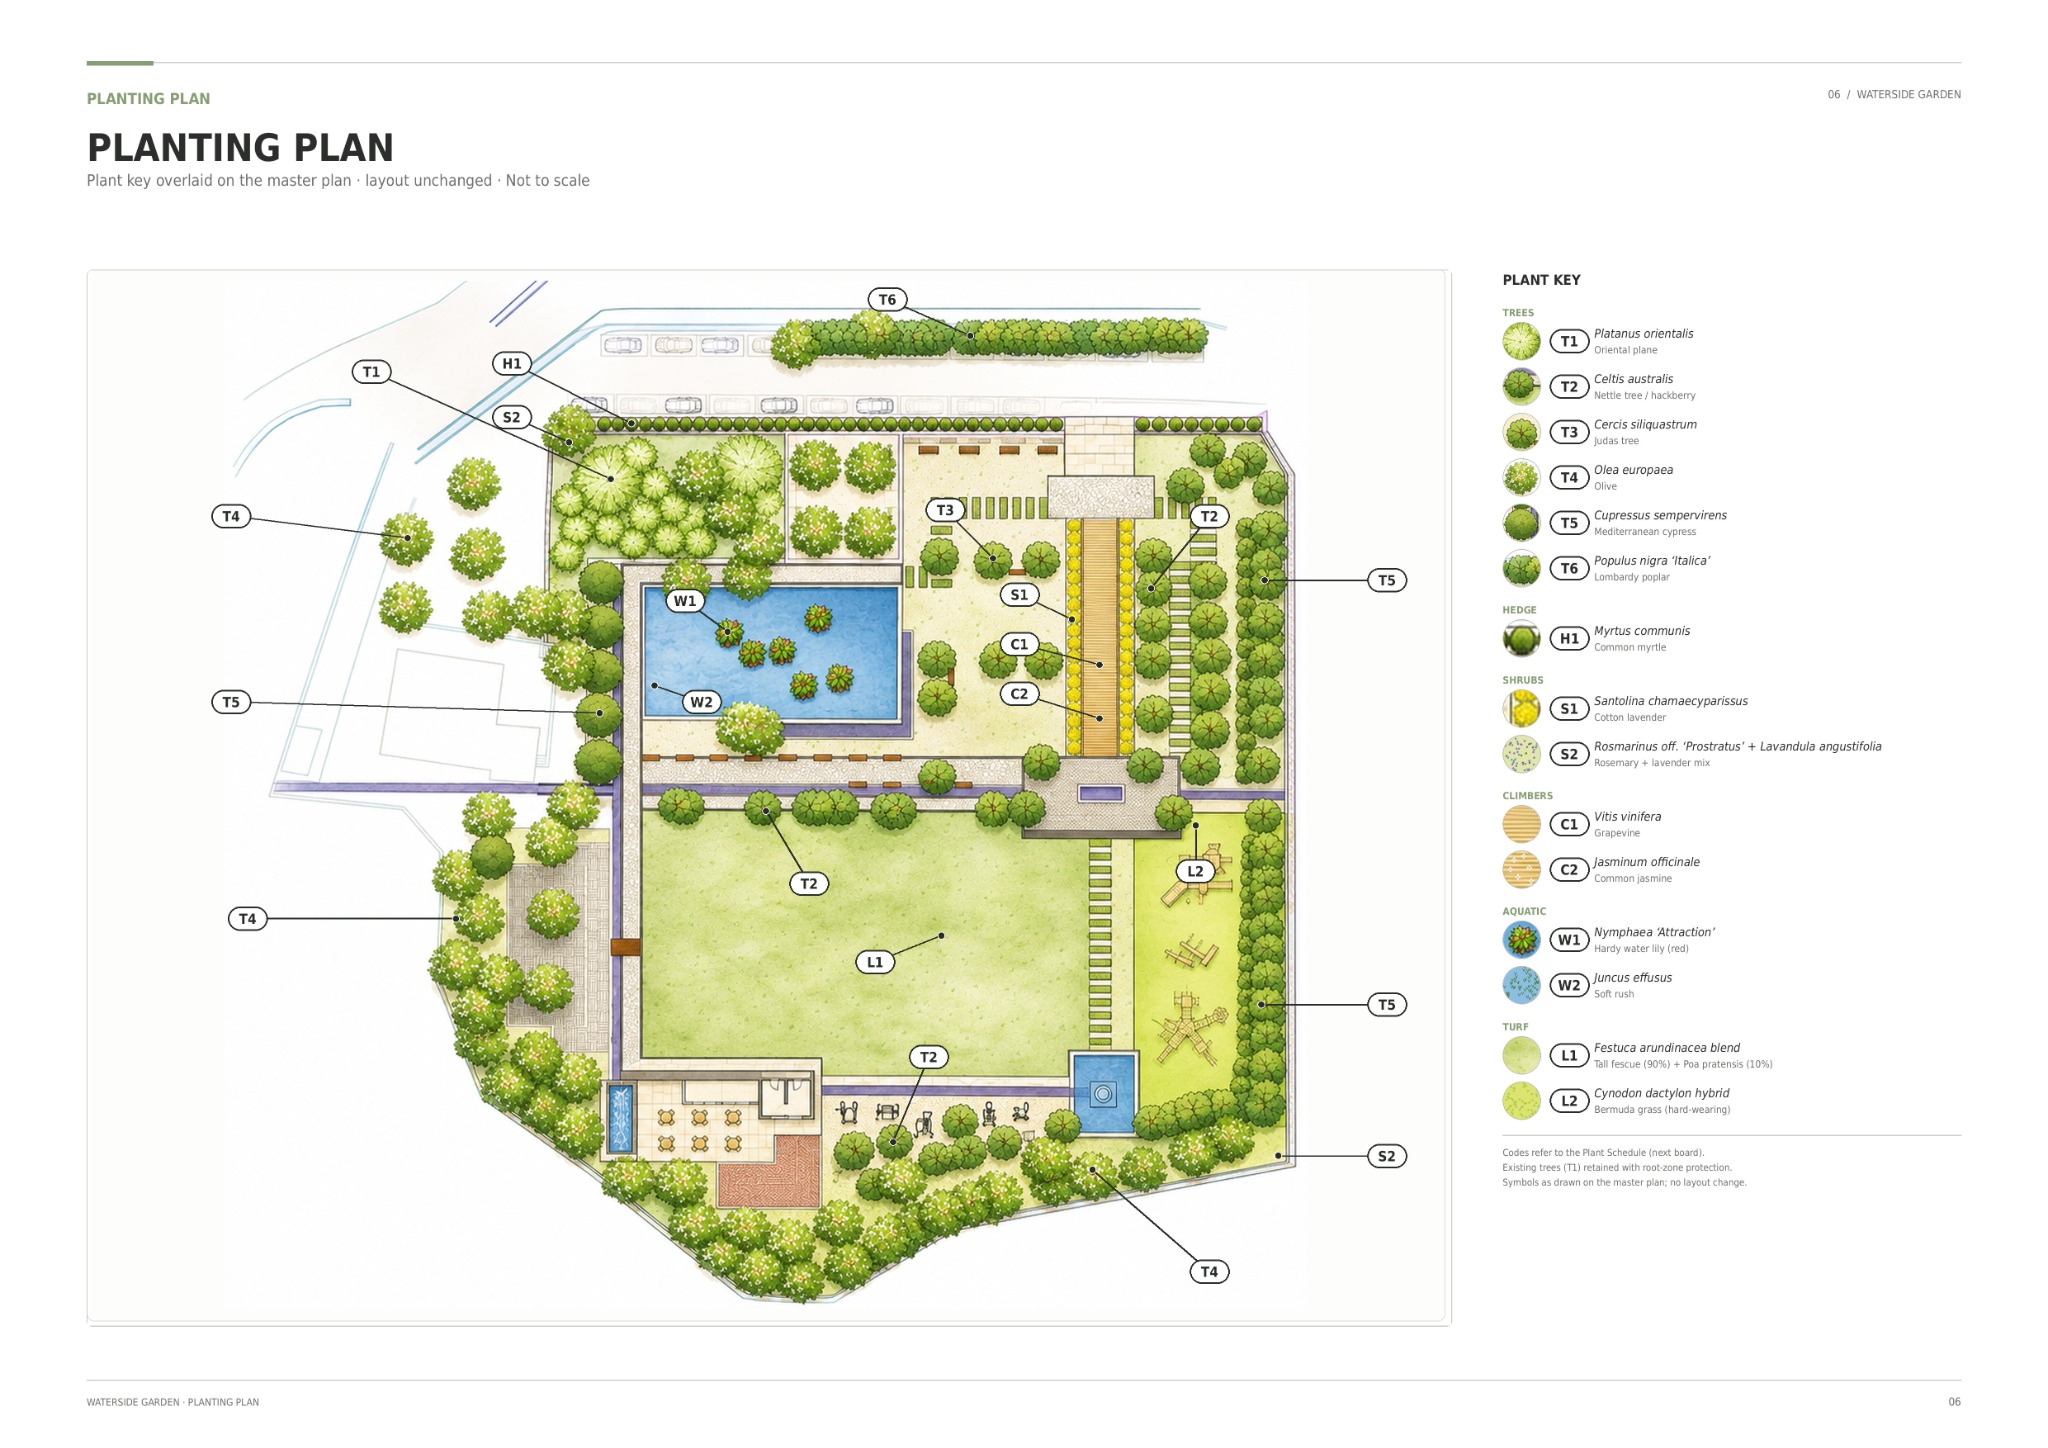 PLANTING PLAN
06 / WATERSIDE GARDEN
PLANTING PLAN
Plant key overlaid on the master plan · layout unchanged · Not to scale
T6
H1
T1
S2
T4
T3
T2
T5
S1
W1
C1
C2
W2
T5
T2
L2
T4
L1
T5
T2
S2
T4
PLANT KEY
TREES
T1 Platanus orientalis
Oriental plane
T2 Celtis australis
Nettle tree / hackberry
T3 Cercis siliquastrum
Judas tree
T4 Olea europaea
Olive
T5 Cupressus sempervirens
Mediterranean cypress
T6 Populus nigra ‘Italica’
Lombardy poplar
HEDGE
H1 Myrtus communis
Common myrtle
SHRUBS
S1 Santolina chamaecyparissus
Cotton lavender
S2 Rosmarinus off. ‘Prostratus’ + Lavandula angustifolia
Rosemary + lavender mix
CLIMBERS
C1 Vitis vinifera
Grapevine
C2 Jasminum officinale
Common jasmine
AQUATIC
W1 Nymphaea ‘Attraction’
Hardy water lily (red)
W2 Juncus effusus
Soft rush
TURF
L1 Festuca arundinacea blend
Tall fescue (90%) + Poa pratensis (10%)
L2 Cynodon dactylon hybrid
Bermuda grass (hard-wearing)
Codes refer to the Plant Schedule (next board).
Existing trees (T1) retained with root-zone protection.
Symbols as drawn on the master plan; no layout change.
WATERSIDE GARDEN · PLANTING PLAN
06